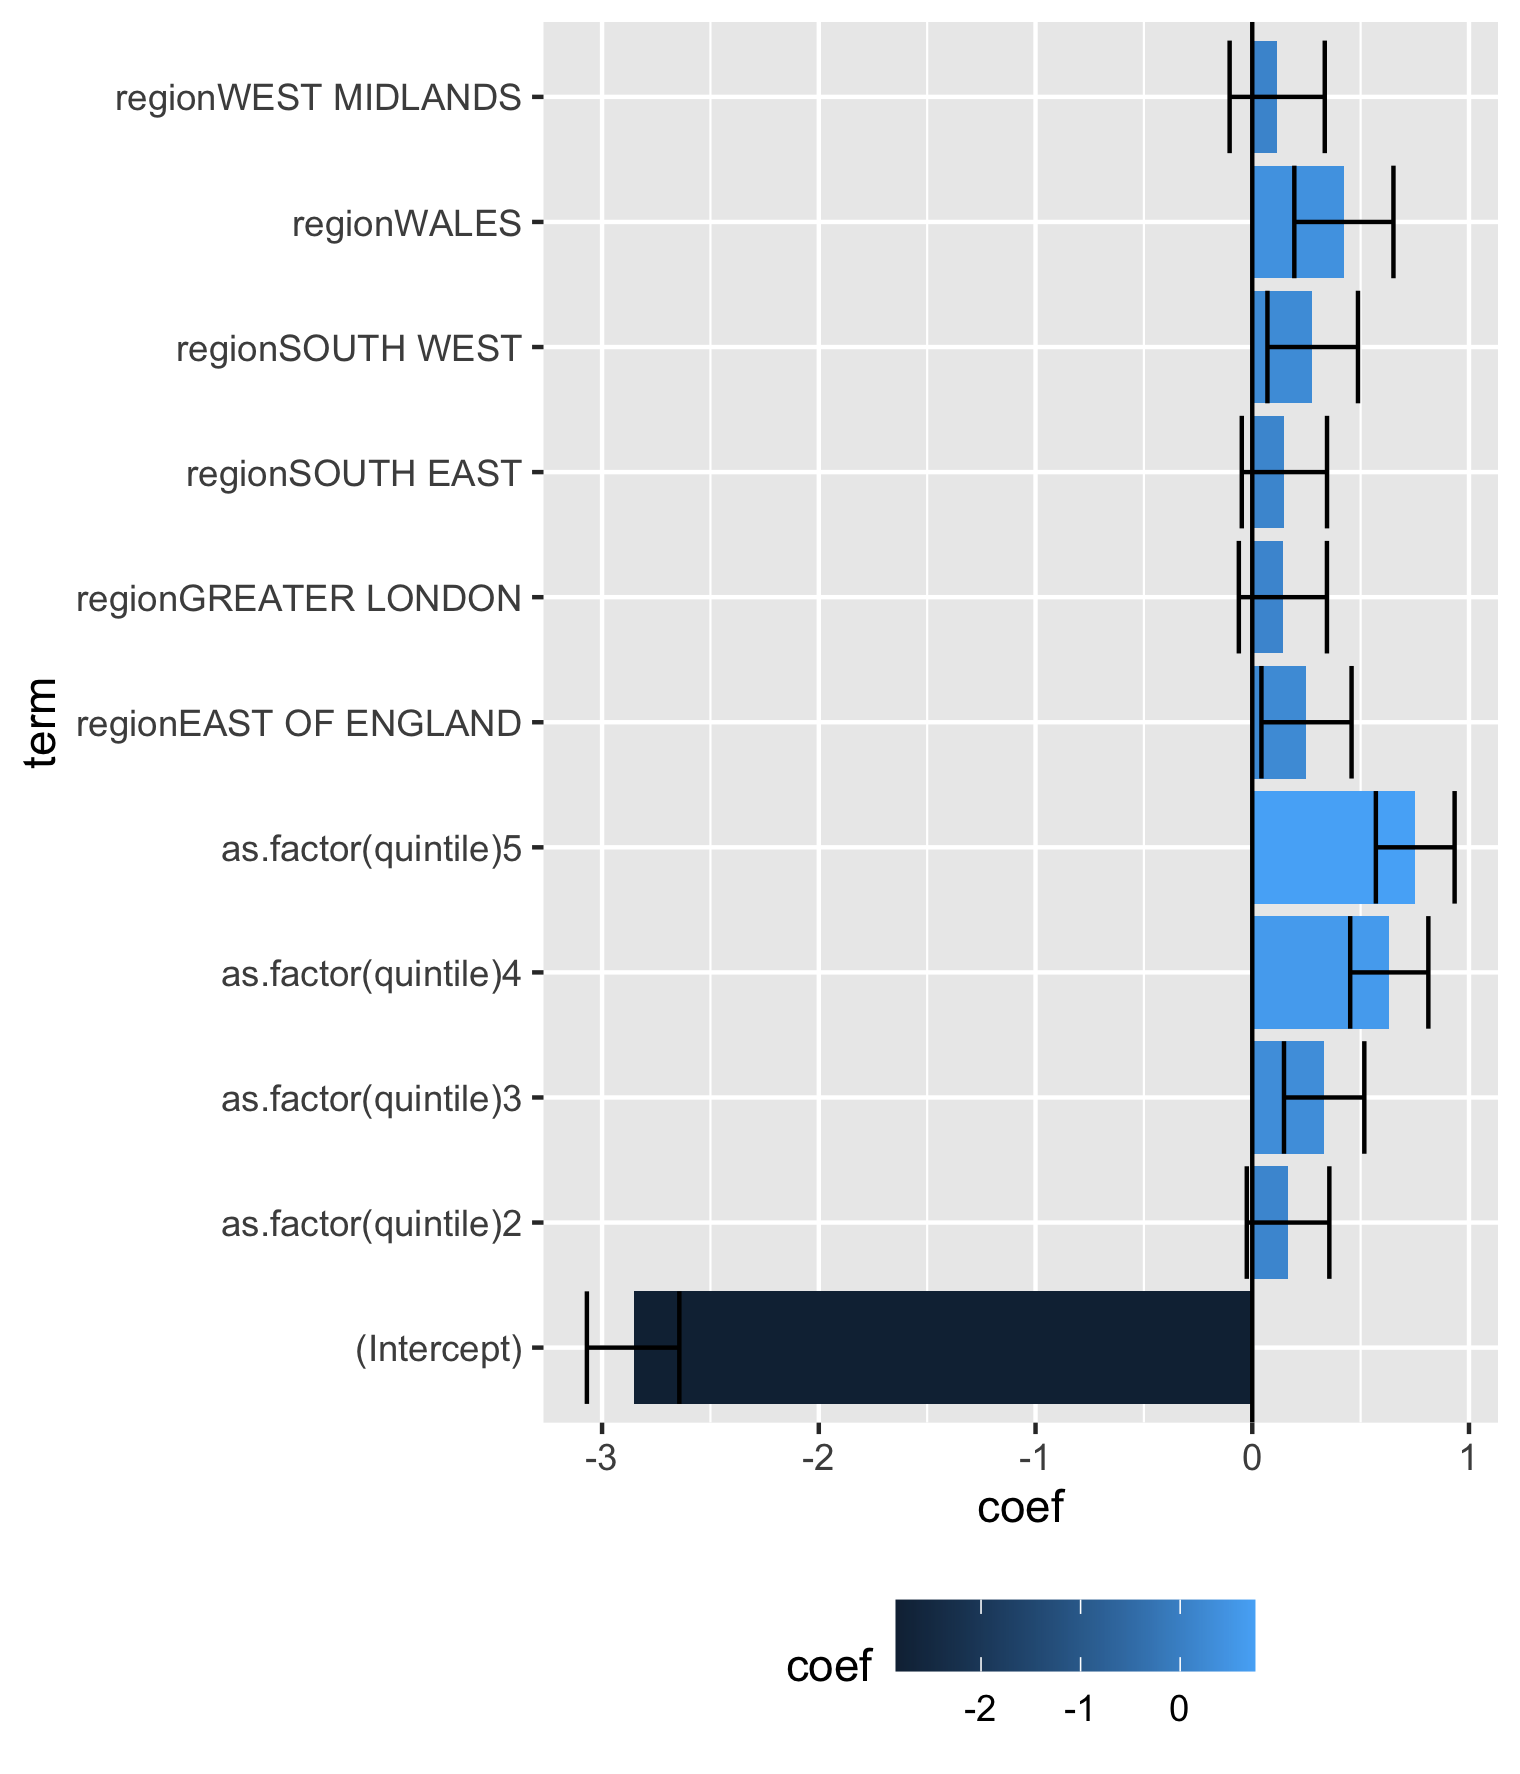 regionWEST MIDLANDS
regionWALES
regionSOUTH WEST
regionSOUTH EAST
regionGREATER LONDON
term
regionEAST OF ENGLAND
as.factor(quintile)5
as.factor(quintile)4
as.factor(quintile)3
as.factor(quintile)2
(Intercept)
-3 -2 -1 0 1
coef
coef
-2 -1 0